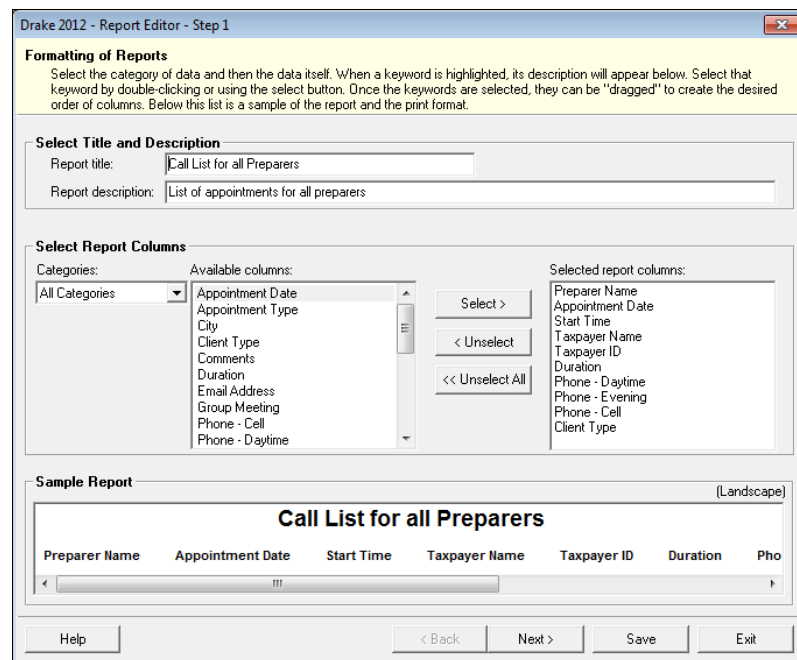 Drake 2012 - Report Editor - Step 1
Formatting of Reports
Select the category of data and then the data itself. When a keyword is highlighted, its description will appear below. Select that
keyword by double-clicking or using the select button. Once the keywords are selected, they can be "dragged" to create the desired
order of columns. Below this list is a sample of the report and the print format.
Select Title and Description
Report title: Call List for all Preparers
Report description: List of appointments for all preparers
Select Report Columns
Categories:
All Categories
Available columns:
Appointment Date
Appointment Type
City
Client Type
Comments
Duration
Email Address
Group Meeting
Phone - Cell
Phone - Daytime
Select >
< Unselect
<< Unselect All
Selected report columns:
Preparer Name
Appointment Date
Start Time
Taxpayer Name
Taxpayer ID
Duration
Phone - Daytime
Phone - Evening
Phone - Cell
Client Type
Sample Report
(Landscape)
Call List for all Preparers
Preparer Name Appointment Date Start Time Taxpayer Name Taxpayer ID Duration Pho
Help < Back Next > Save Exit